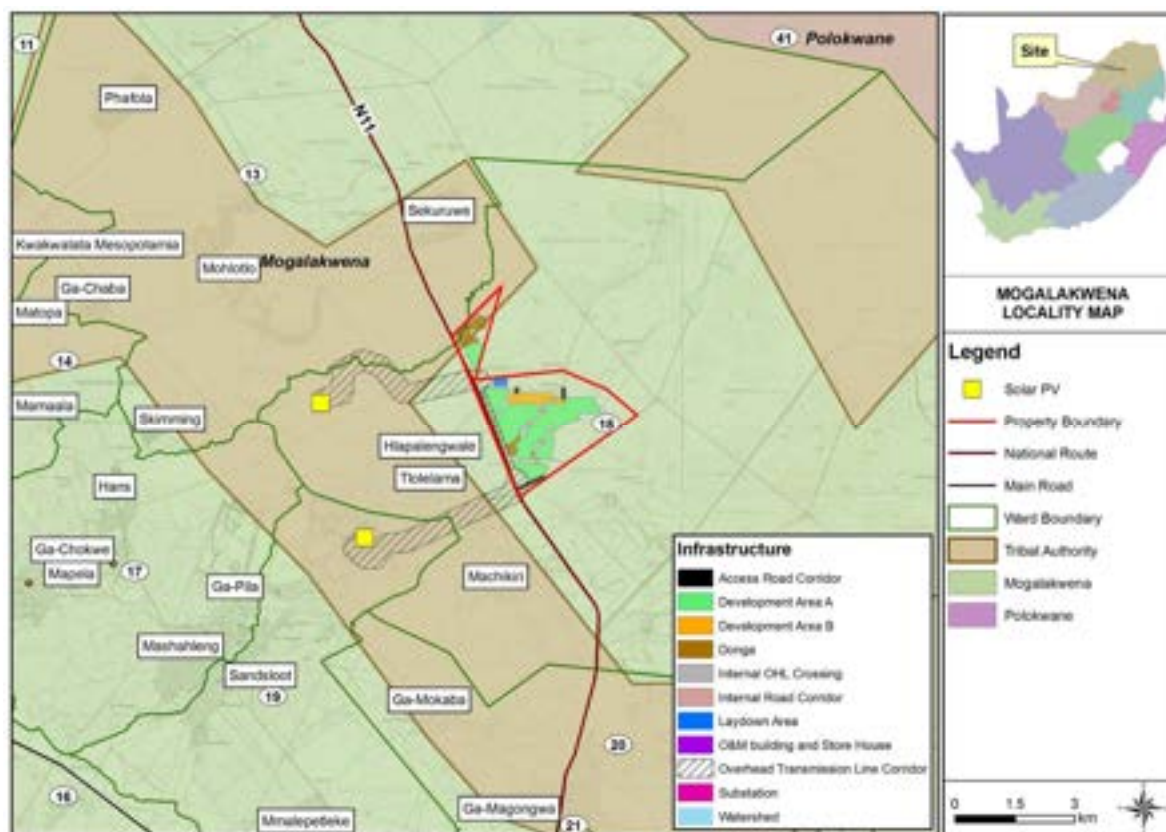 11
41
Polokwane
Phafola
N11
13
Sekuruwe
Kwakwalata Mesopotamia
Mohlotlo
Mogalakwena
Ga-Chaba
Matopa
14
Mamaala
Skimming
16
Hlapalengwale
Tlolelama
Hans
Ga-Chokwe
Mapela
17
Ga-Pila
Machikiri
Mashahleng
Sandsloot
19
Ga-Mokaba
20
16
Ga-Magongwa
Mmalepetleke
21
Infrastructure
Access Road Corridor
Development Area A
Development Area B
Donga
Internal OHL Crossing
Internal Road Corridor
Laydown Area
O&M building and Store House
Overhead Transmission Line Corridor
Substation
Watershed
Site
MOGALAKWENA
LOCALITY MAP
Legend
Solar PV
Property Boundary
National Route
Main Road
Ward Boundary
Tribal Authority
Mogalakwena
Polokwane
0 1.5 3
km